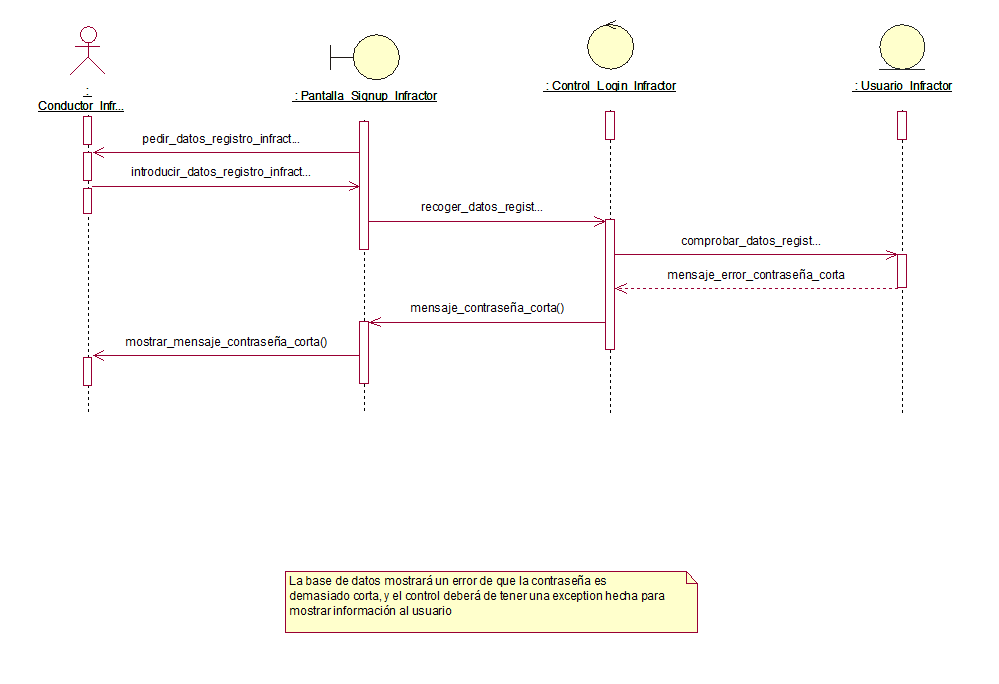 :
Conductor_Infr...
: Pantalla_Signup_Infractor
: Control_Login_Infractor
: Usuario_Infractor
pedir_datos_registro_infract...
introducir_datos_registro_infract...
recoger_datos_regist...
comprobar_datos_regist...
mensaje_error_contraseña_corta
mensaje_contraseña_corta()
mostrar_mensaje_contraseña_corta()
La base de datos mostrará un error de que la contraseña es
demasiado corta, y el control deberá de tener una exception hecha para
mostrar información al usuario